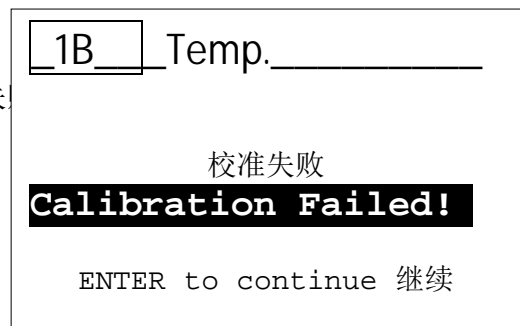 _1B___Temp.__________
校准失败
Calibration Failed!
ENTER to continue 继续